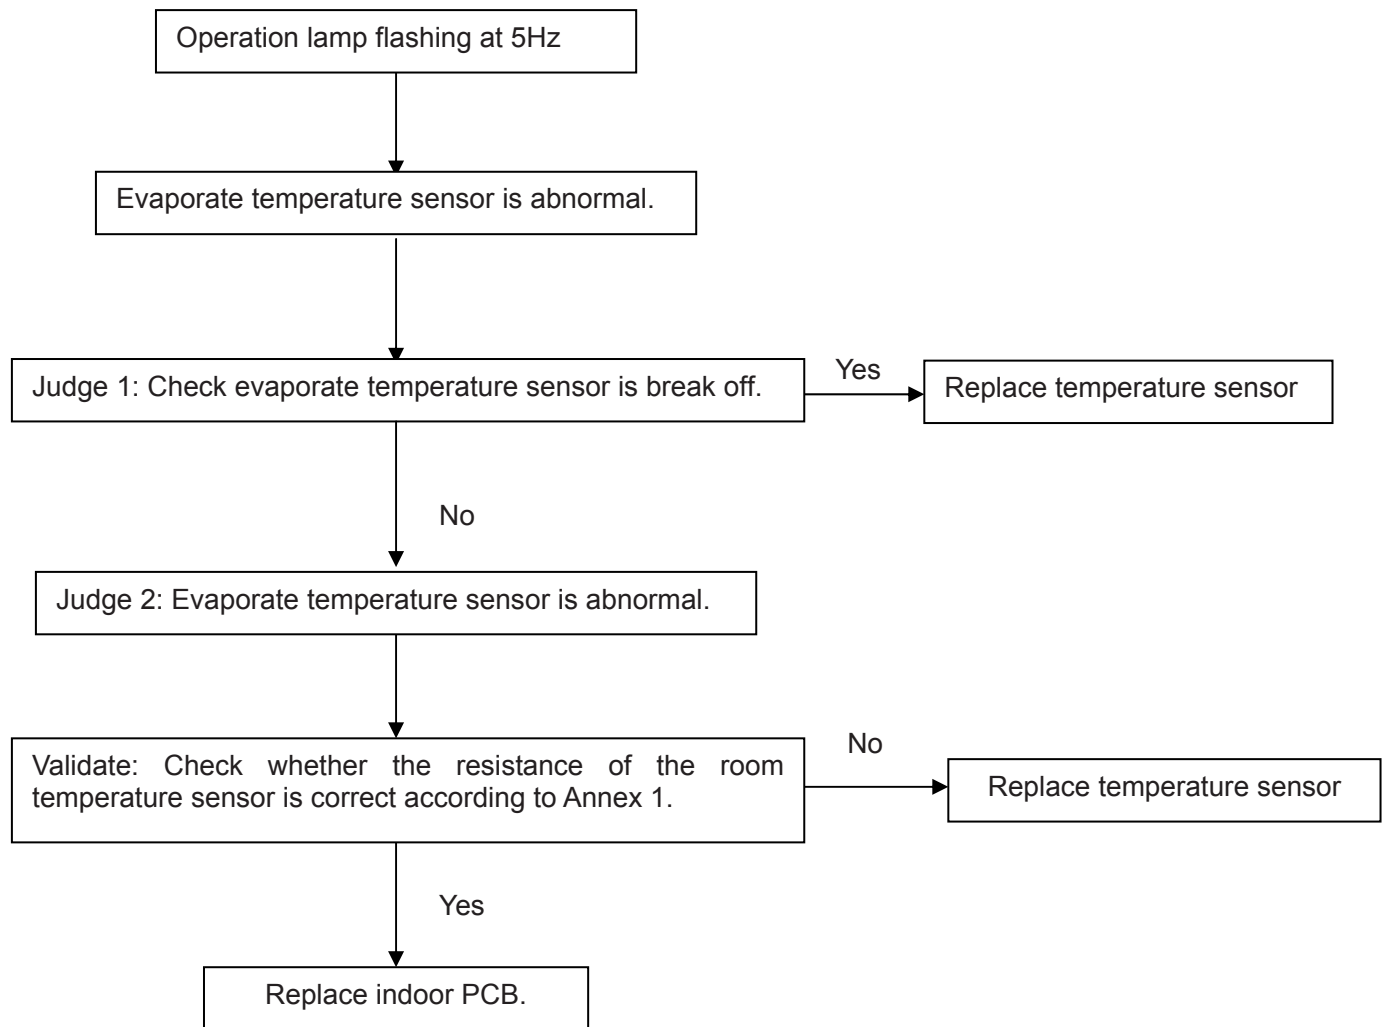 Operation lamp flashing at 5Hz
Evaporate temperature sensor is abnormal.
Judge 1: Check evaporate temperature sensor is break off.
Yes
Replace temperature sensor
No
Judge 2: Evaporate temperature sensor is abnormal.
Validate: Check whether the resistance of the room
temperature sensor is correct according to Annex 1.
No
Replace temperature sensor
Yes
Replace indoor PCB.